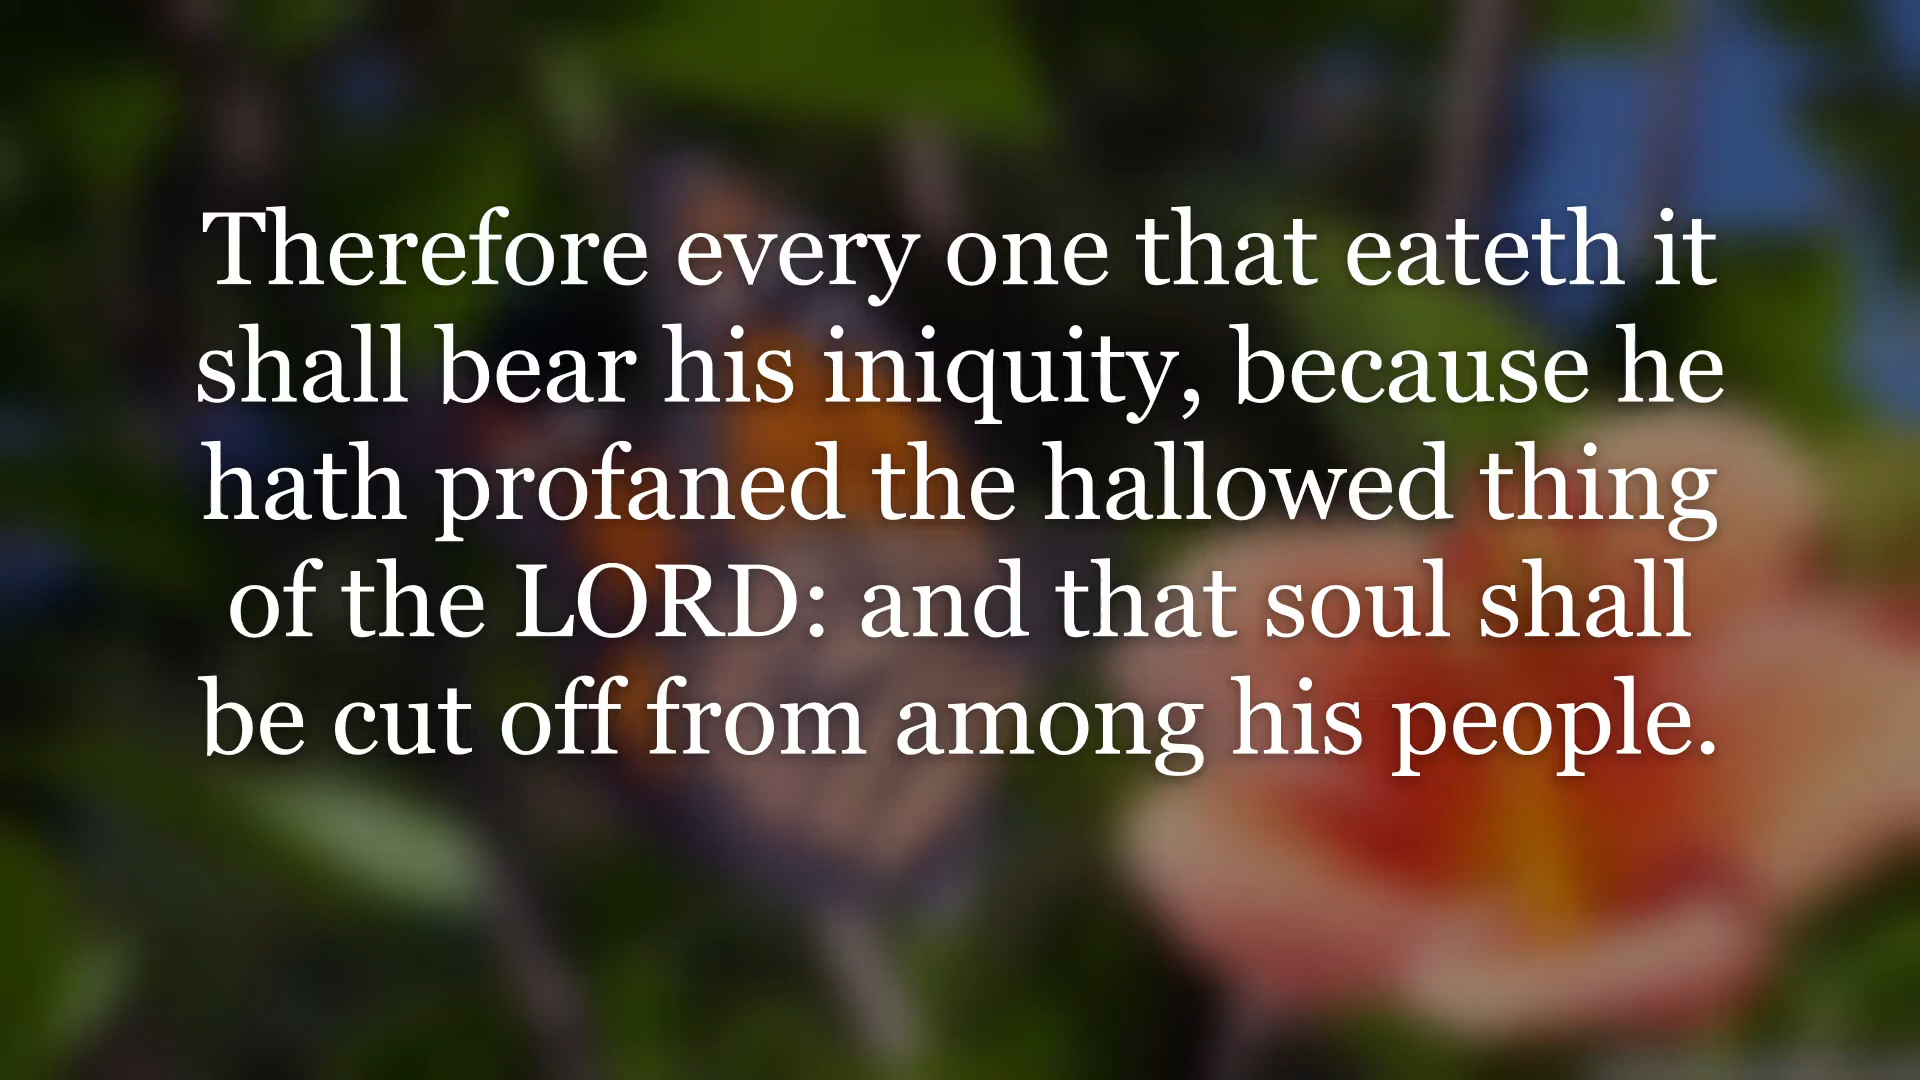 Therefore every one that eateth it
shall bear his iniquity, because he
hath profaned the hallowed thing
of the LORD: and that soul shall
be cut off from among his people.